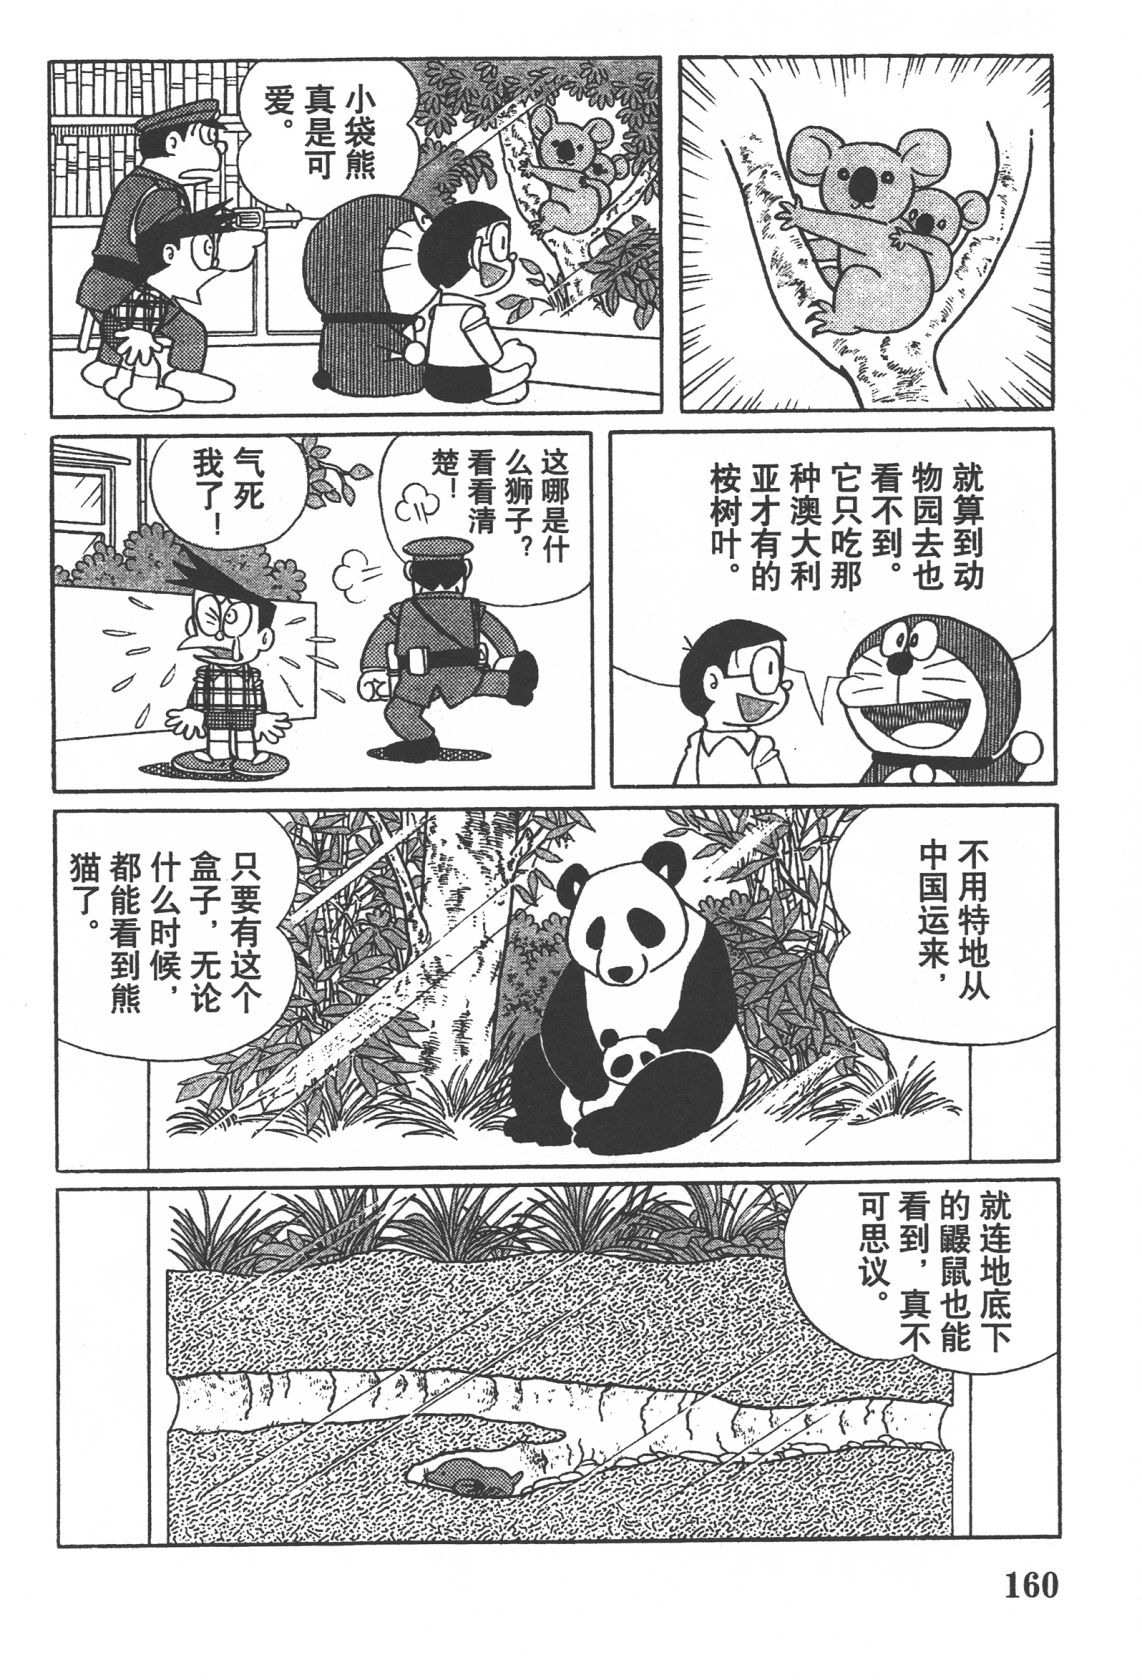 小袋熊
真是可
爱。
就算到动
物园去也
看不到。
它只吃那
种澳大利
亚才有的
桉树叶。
这哪是什
么狮子？
看看清
楚！
气死
我了！
不用特地从
中国运来，
只要有这个
盒子，无论
什么时候，
都能看到熊
猫了。
就连地底下
的鼹鼠也能
看到，真不
可思议。
160